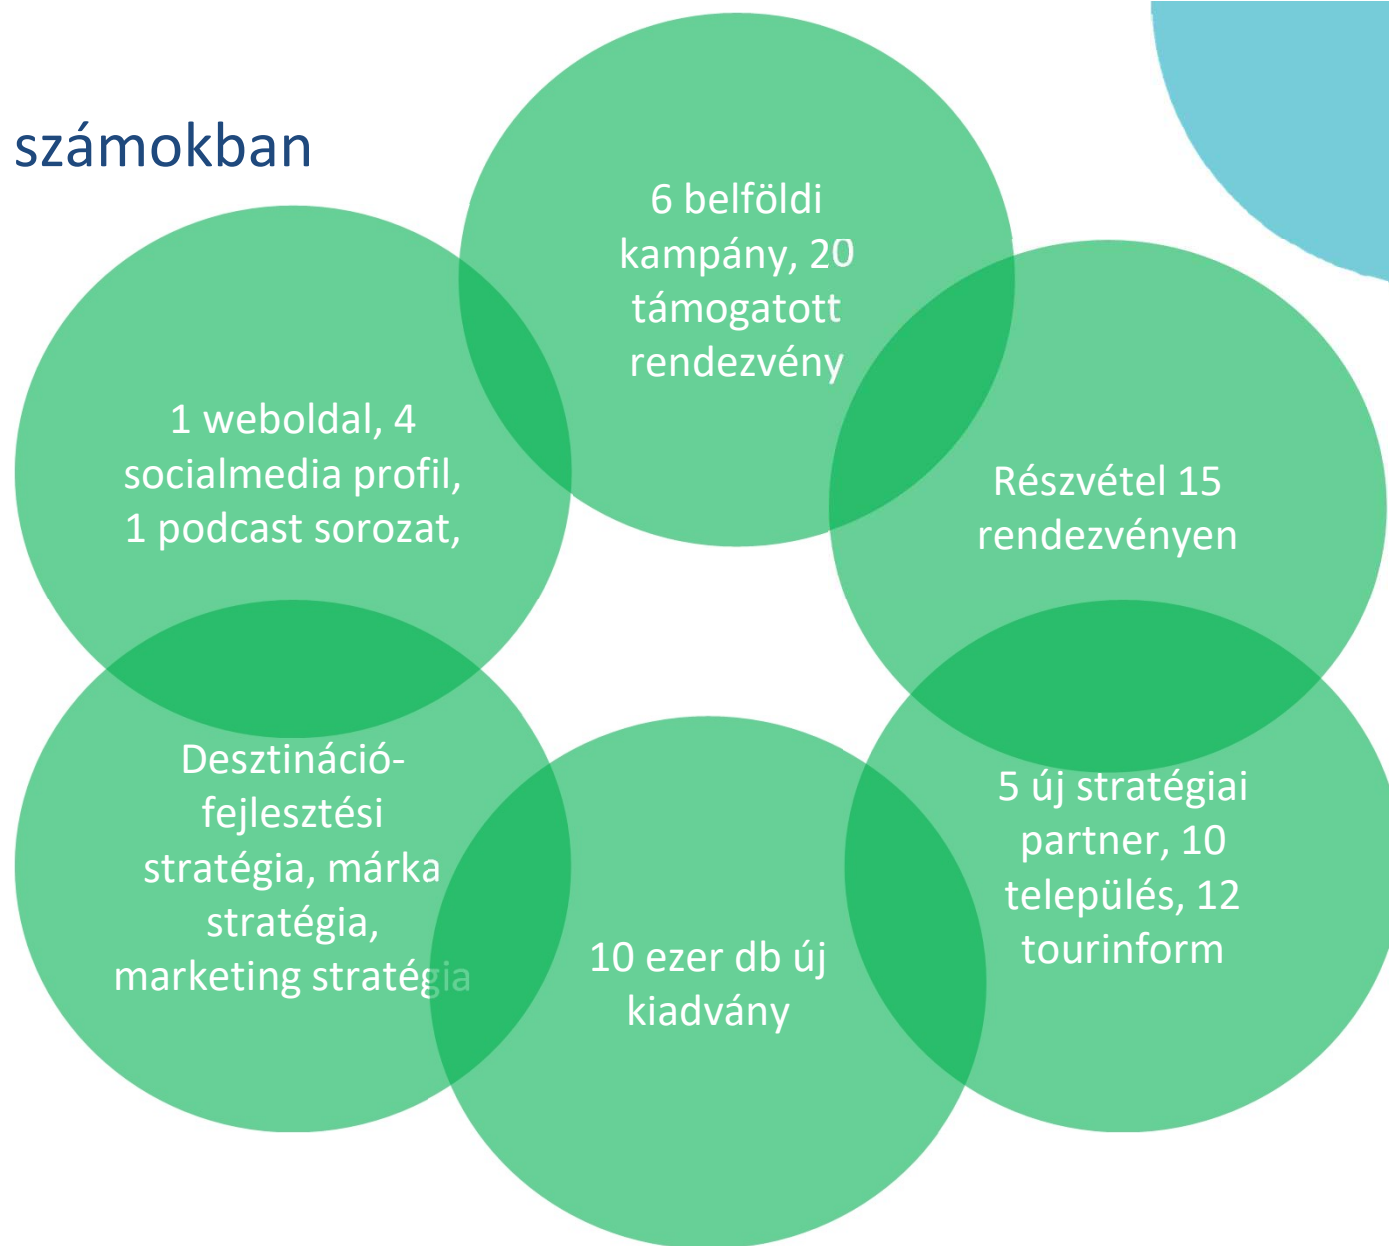 számokban
6 belföldi
kampány, 20
támogatott
rendezvény
Részvétel 15
rendezvényen
5 új stratégiai
partner, 10
település, 12
tourinform
10 ezer db új
kiadvány
Desztináció-
fejlesztési
stratégia, márka
stratégia,
marketing stratégia
1 weboldal, 4
socialmedia profil,
1 podcast sorozat,